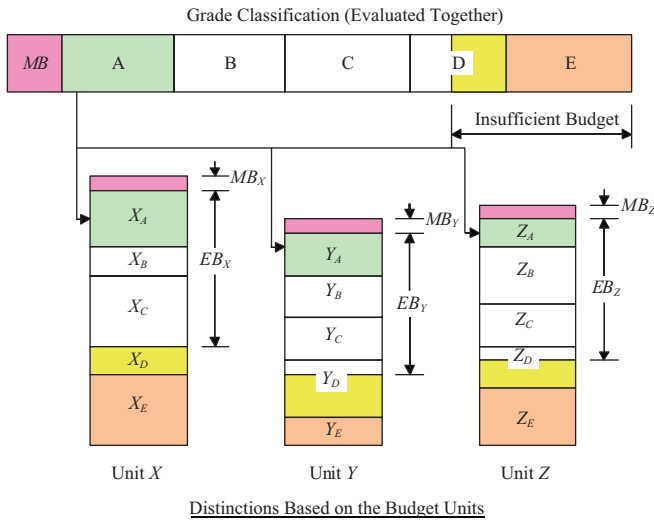 Grade Classification (Evaluated Together)
MB A B C D E
Insufficient Budget
MB_X
X_A
X_B
EB_X
X_C
X_D
X_E
Unit X
MB_Y
Y_A
Y_B
EB_Y
Y_C
Y_D
Y_E
Unit Y
MB_Z
Z_A
Z_B
EB_Z
Z_C
Z_D
Z_E
Unit Z
Distinctions Based on the Budget Units